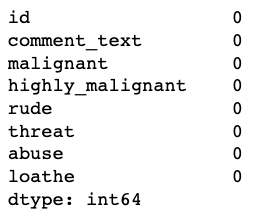 id 0
comment_text 0
malignant 0
highly_malignant 0
rude 0
threat 0
abuse 0
loathe 0
dtype: int64